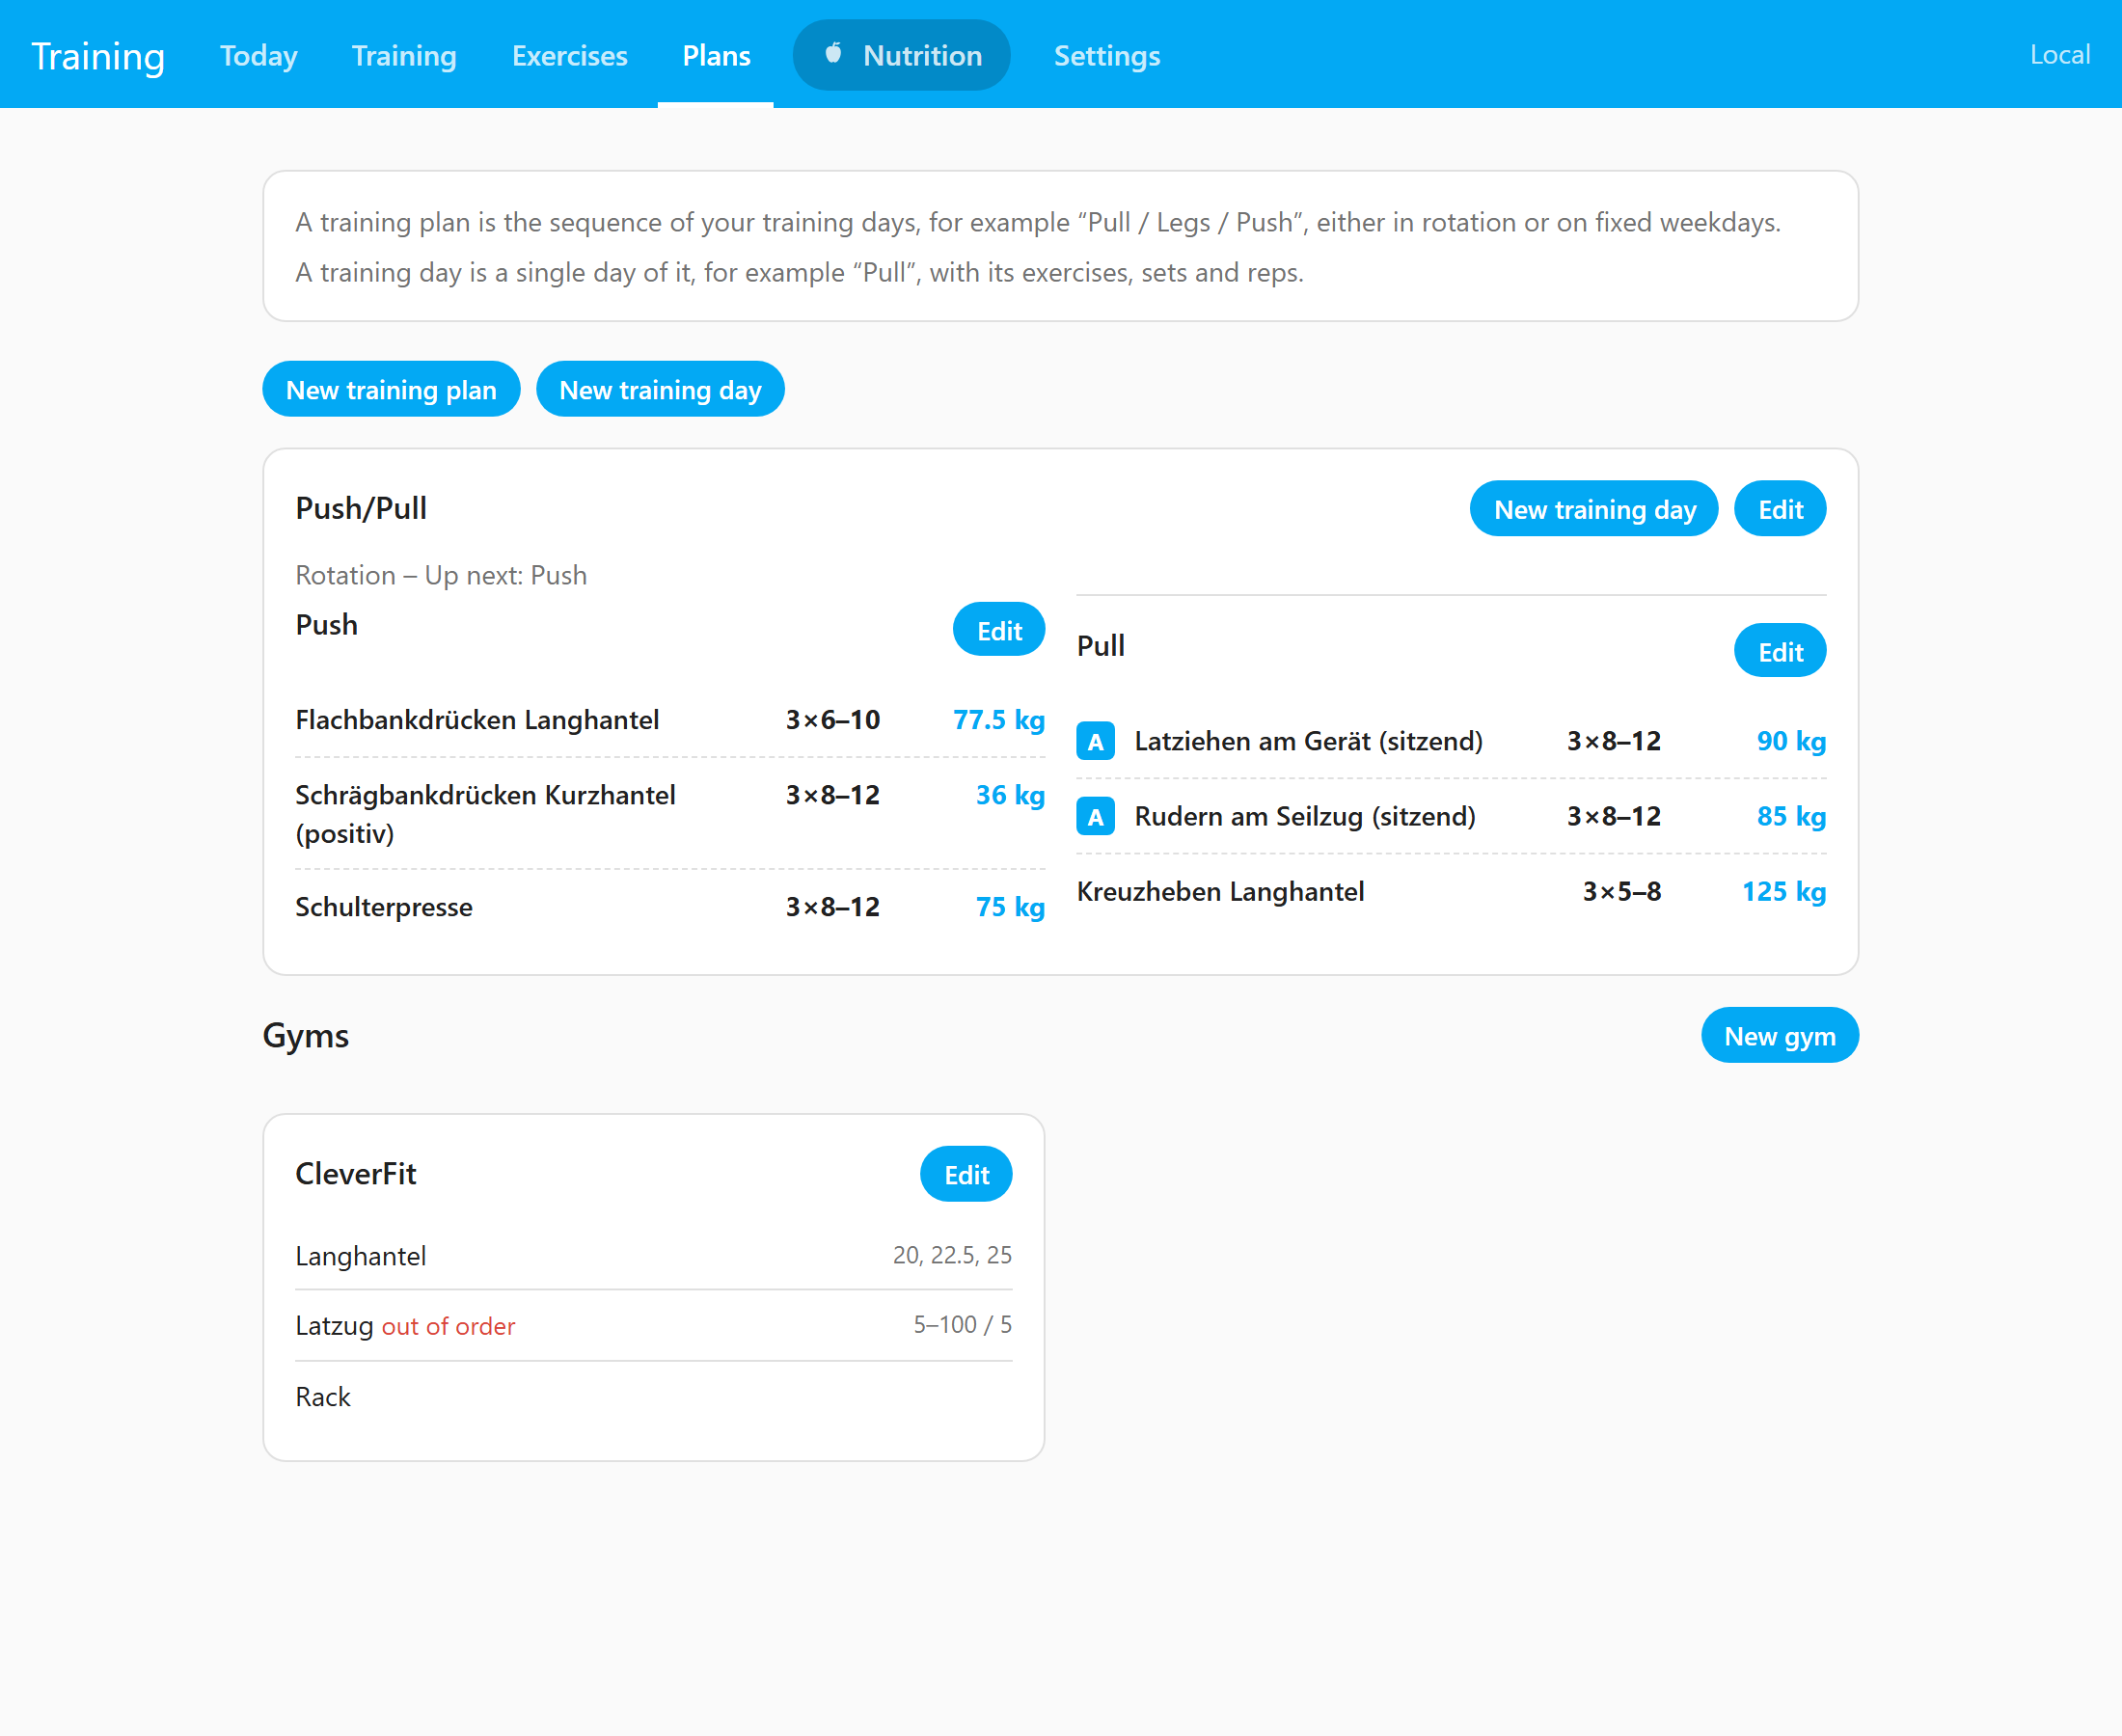 Training
Today
Training
Exercises
Plans
Nutrition
Settings
Local
A training plan is the sequence of your training days, for example “Pull / Legs / Push”, either in rotation or on fixed weekdays.
A training day is a single day of it, for example “Pull”, with its exercises, sets and reps.
New training plan
New training day
Push/Pull
New training day
Edit
Rotation – Up next: Push
Push
Edit
Flachbankdrücken Langhantel 3×6–10 77.5 kg
Schrägbankdrücken Kurzhantel 3×8–12 36 kg
(positiv)
Schulterpresse 3×8–12 75 kg
Pull
Edit
A Latziehen am Gerät (sitzend) 3×8–12 90 kg
A Rudern am Seilzug (sitzend) 3×8–12 85 kg
Kreuzheben Langhantel 3×5–8 125 kg
Gyms
New gym
CleverFit
Edit
Langhantel 20, 22.5, 25
Latzug out of order 5–100 / 5
Rack